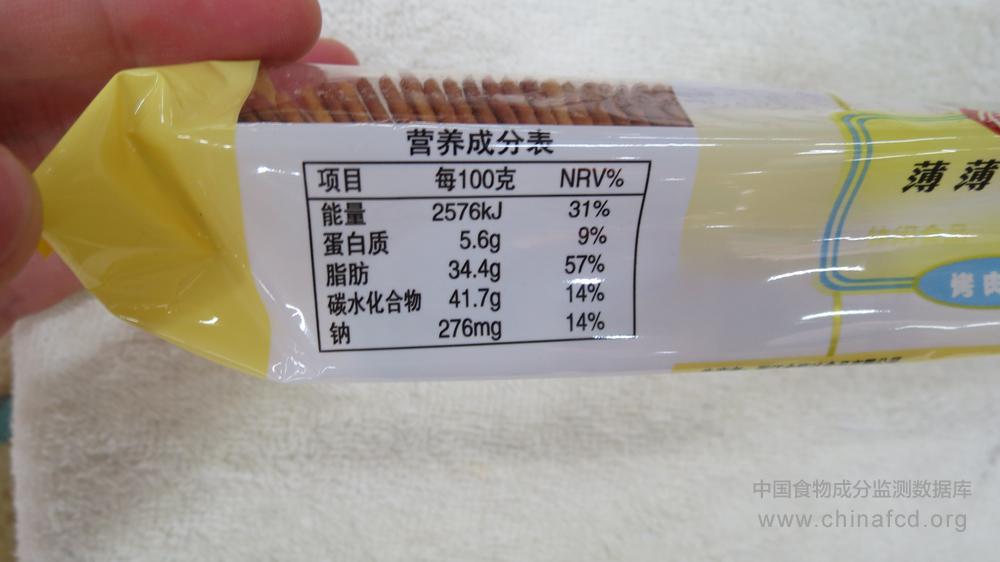 营养成分表
项目 每100克 NRV%
能量 2576kJ 31%
蛋白质 5.6g 9%
脂肪 34.4g 57%
碳水化合物 41.7g 14%
钠 276mg 14%
薄薄
烤肉
中国食物成分监测数据库
www.chinafcd.org